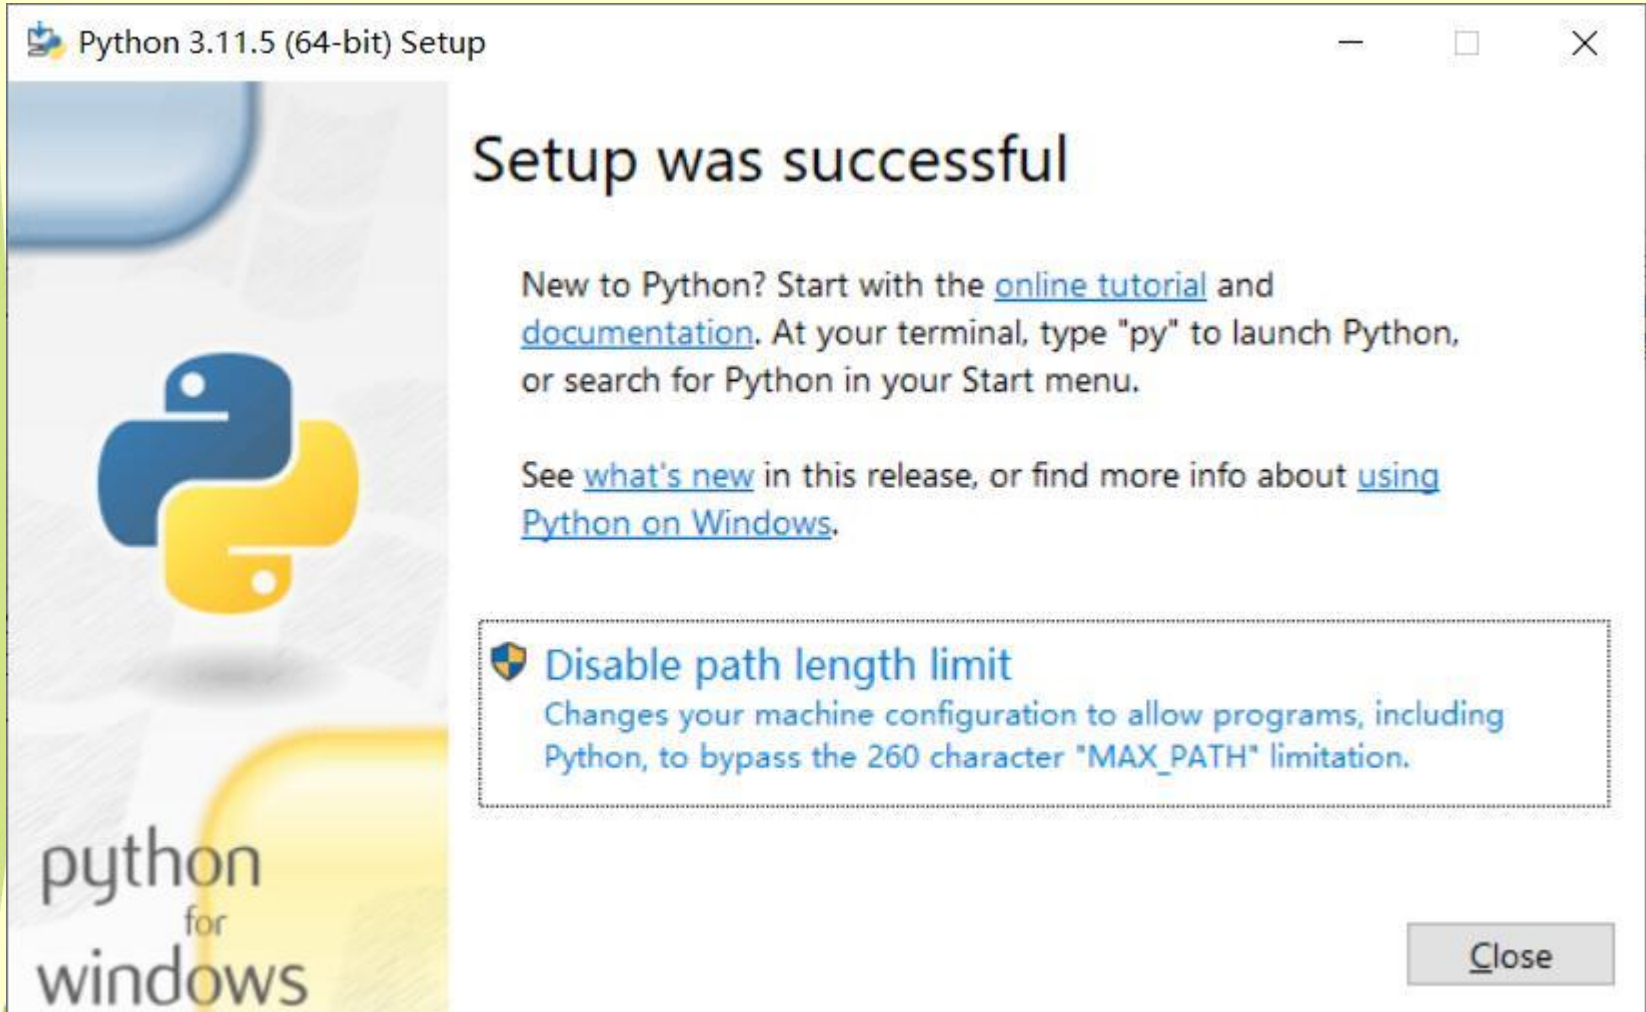 Python 3.11.5 (64-bit) Setup
Setup was successful
New to Python? Start with the online tutorial and
documentation. At your terminal, type "py" to launch Python,
or search for Python in your Start menu.
See what's new in this release, or find more info about using
Python on Windows.
Disable path length limit
Changes your machine configuration to allow programs, including
Python, to bypass the 260 character "MAX_PATH" limitation.
python
for
windows
Close